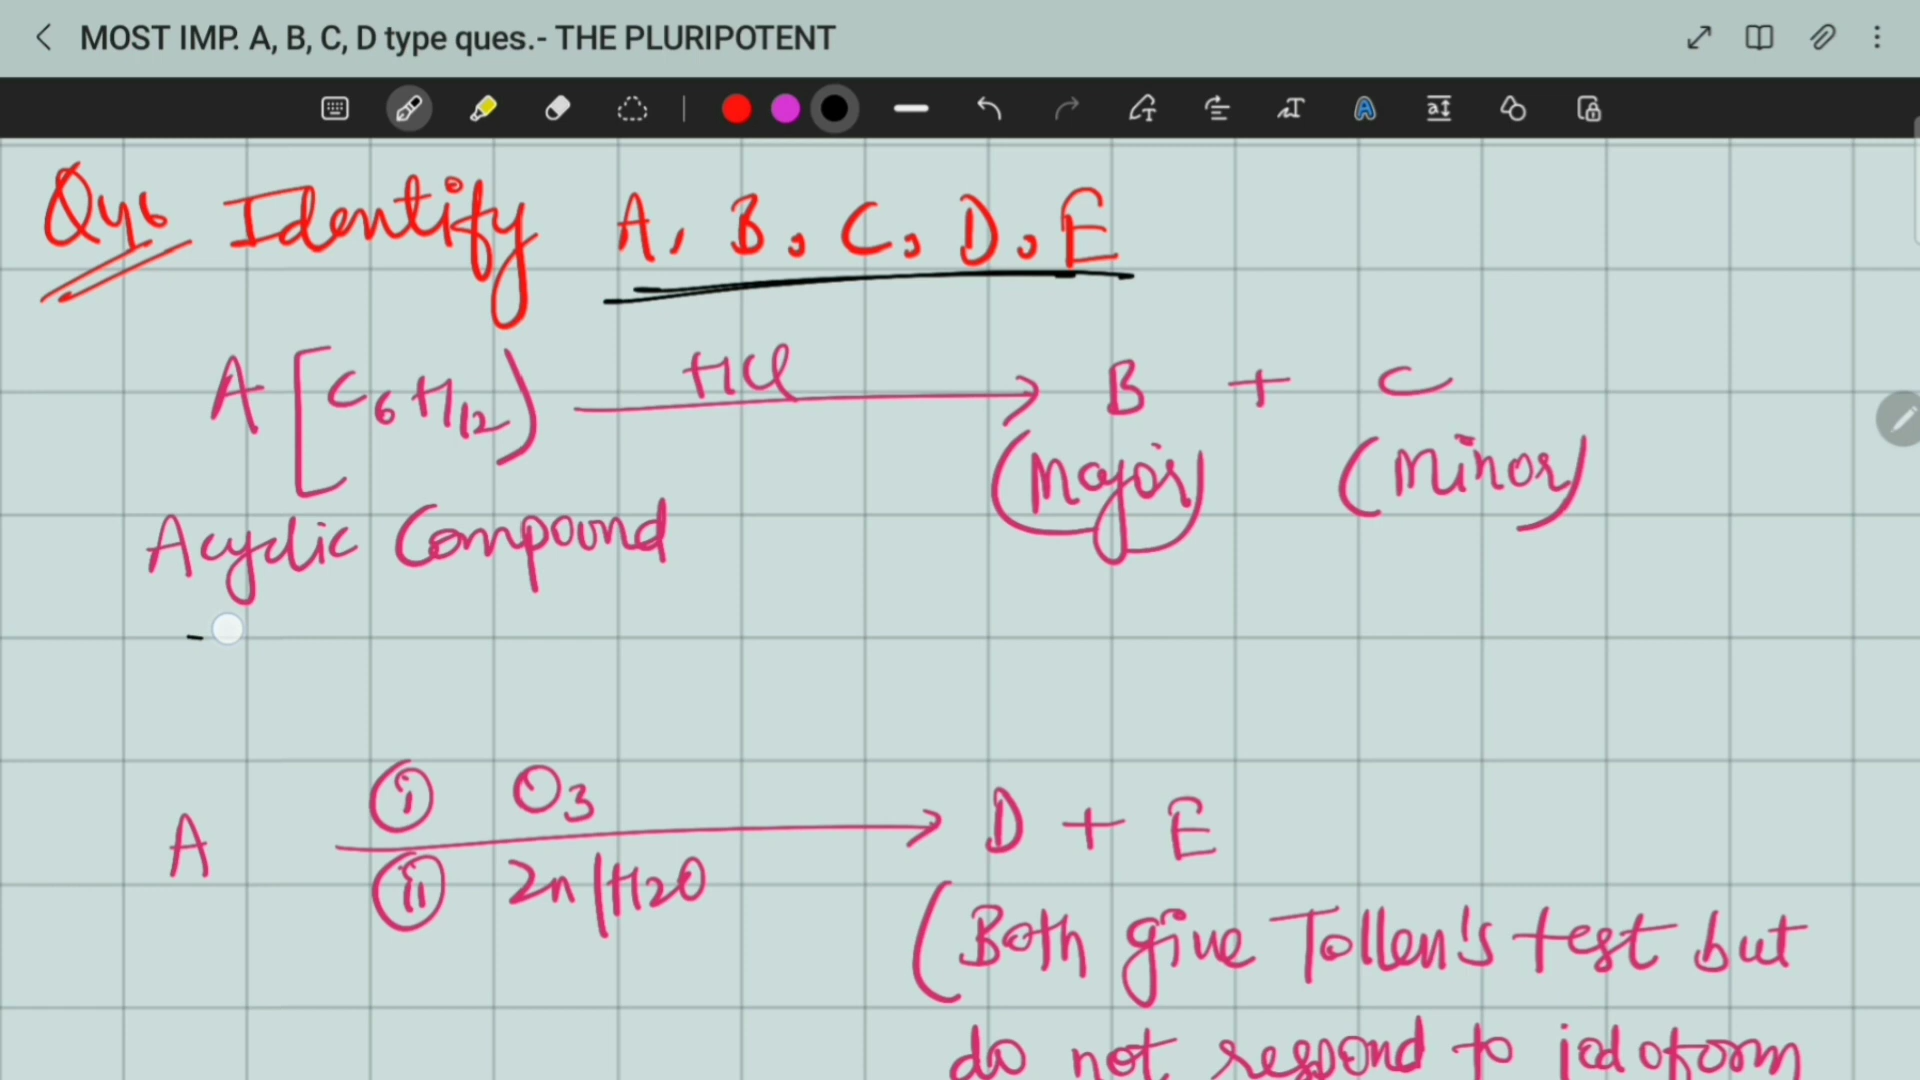 MOST IMP. A, B, C, D type ques.- THE PLURIPOTENT
Identify A, B, C, D, E
A [C6H12) HCl B + C
(Major) (Minor)
Acyclic Compound
A (i) O3 D + E
(ii) Zn/H2O
(Both give Tollen's test but
do not respond to iodoform